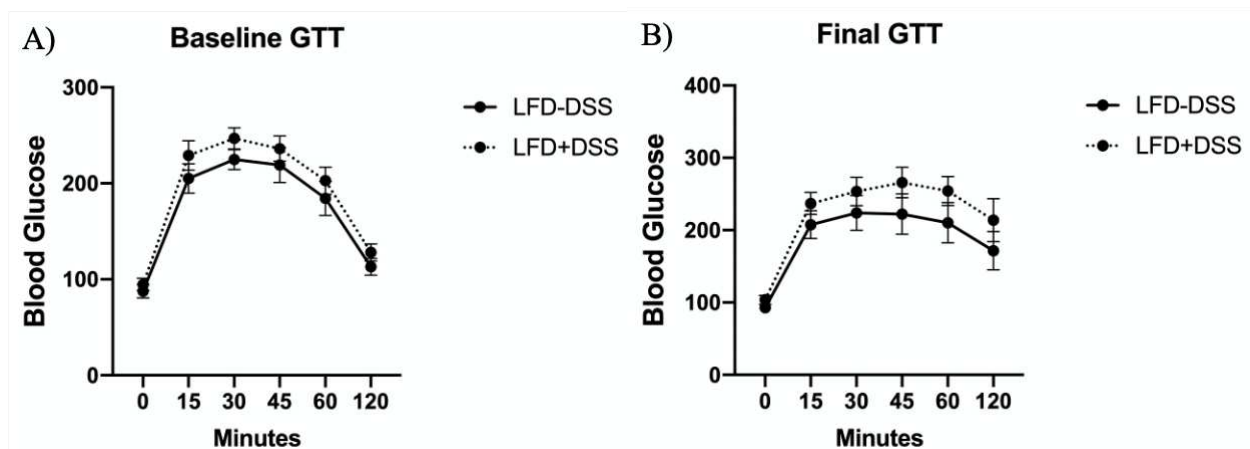 A)
Baseline GTT
300
200
100
0
Blood Glucose
0 15 30 45 60 120
Minutes
LFD-DSS
LFD+DSS
B)
Final GTT
400
300
200
100
0
Blood Glucose
0 15 30 45 60 120
Minutes
LFD-DSS
LFD+DSS